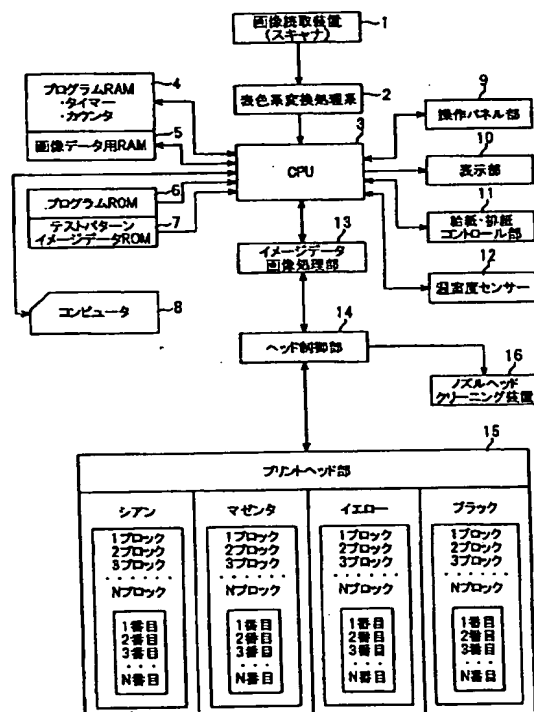 画像読取装置
(スキャナ)
1
表色系変換処理系
2
3
CPU
プログラムRAM
・タイマー
・カウンタ
4
画像データ用RAM
5
プログラムROM
6
テストパターン
イメージデータROM
7
コンピュータ
8
操作パネル部
9
表示部
10
給紙・排紙
コントロール部
11
温湿度センサー
12
イメージデータ
画像処理部
13
ヘッド制御部
14
ノズルヘッド
クリーニング装置
16
プリントヘッド部
15
シアン
1ブロック
2ブロック
3ブロック
・・・・・
Nブロック
1番目
2番目
3番目
・・・
N番目
マゼンタ
1ブロック
2ブロック
3ブロック
・・・・・
Nブロック
1番目
2番目
3番目
・・・
N番目
イエロー
1ブロック
2ブロック
3ブロック
・・・・・
Nブロック
1番目
2番目
3番目
・・・
N番目
ブラック
1ブロック
2ブロック
3ブロック
・・・・・
Nブロック
1番目
2番目
3番目
・・・
N番目